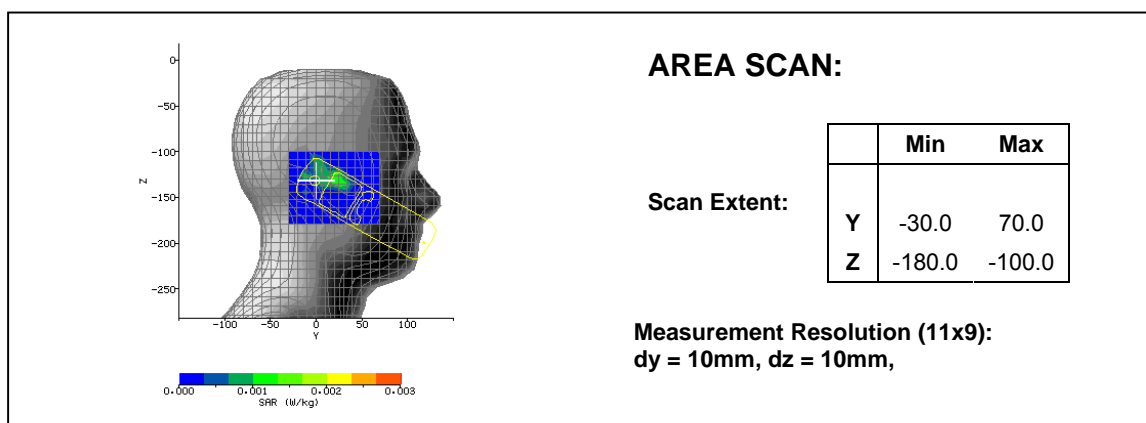 AREA SCAN:
Min Max
Scan Extent:
Y -30.0 70.0
Z -180.0 -100.0
Measurement Resolution (11x9):
dy = 10mm, dz = 10mm,
0
-50
-100
-150
-200
-250
Z
-100 -50 0 50 100
Y
0.000 0.001 0.002 0.003
SAR (W/kg)